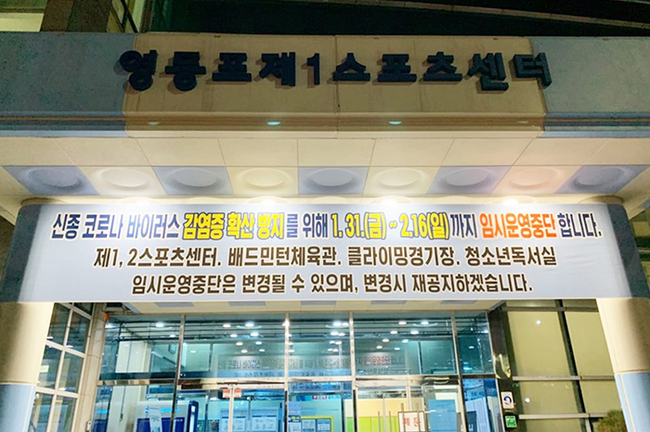 영등포제1스포츠센터
신종 코로나 바이러스 감염증 확산 방지를 위해 1. 31.(금) ~ 2.16(일)까지 임시운영중단 합니다.
제1, 2스포츠센터. 배드민턴체육관. 클라이밍경기장. 청소년독서실
임시운영중단은 변경될 수 있으며, 변경시 재공지하겠습니다.